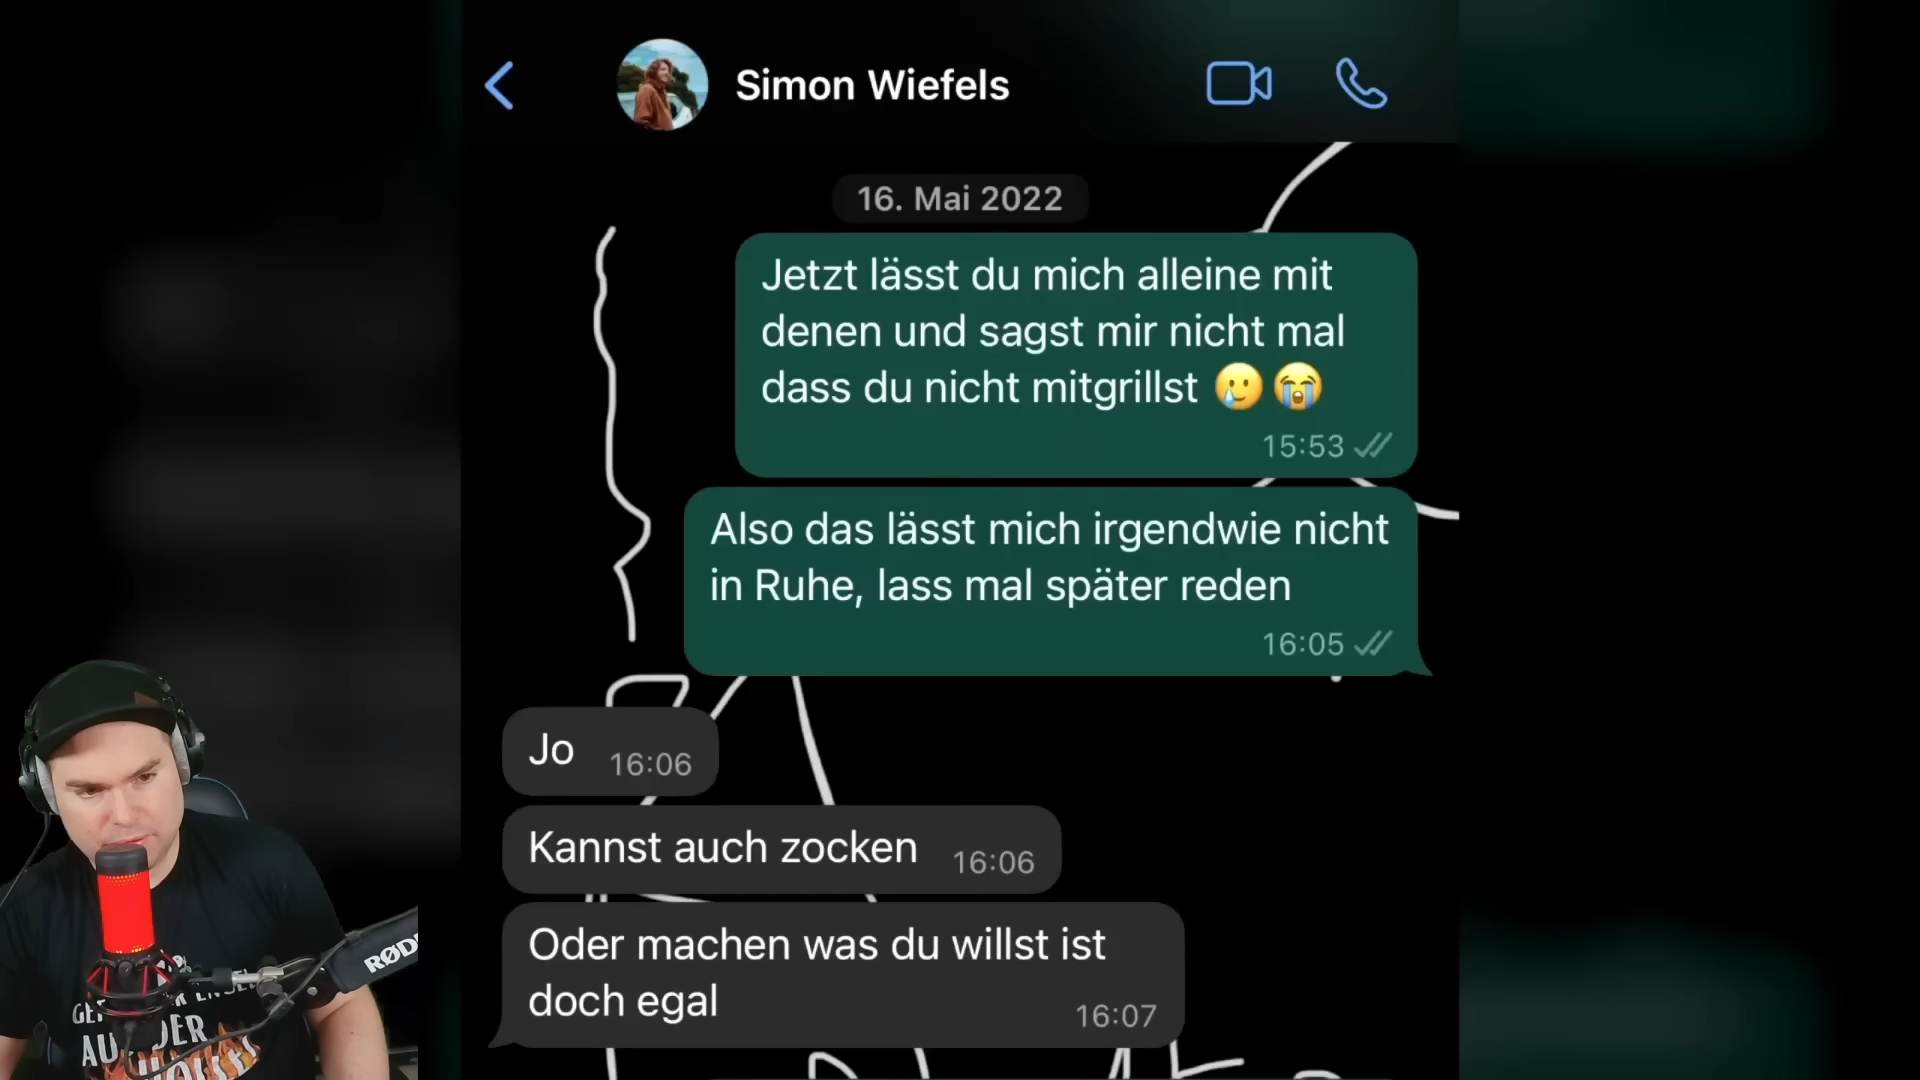 Simon Wiefels
16. Mai 2022
Jetzt lässt du mich alleine mit
denen und sagst mir nicht mal
dass du nicht mitgrillst 🥲😭
15:53
Also das lässt mich irgendwie nicht
in Ruhe, lass mal später reden
16:05
Jo 16:06
Kannst auch zocken 16:06
Oder machen was du willst ist
doch egal
16:07
RØDE
AUS DER